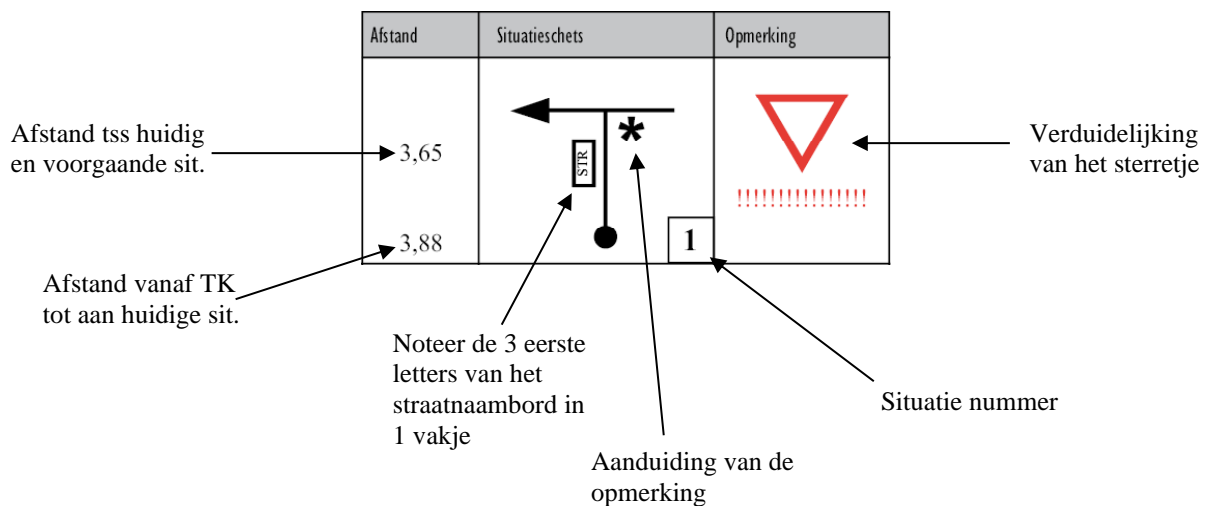 Afstand Situatieschets Opmerking
Afstand tss huidig
en voorgaande sit.
3,65
STR
*
!!!!!!!!!!!!!!!!
Verduidelijking
van het sterretje
3,88
1
Afstand vanaf TK
tot aan huidige sit.
Noteer de 3 eerste
letters van het
straatnaambord in
1 vakje
Situatie nummer
Aanduiding van de
opmerking